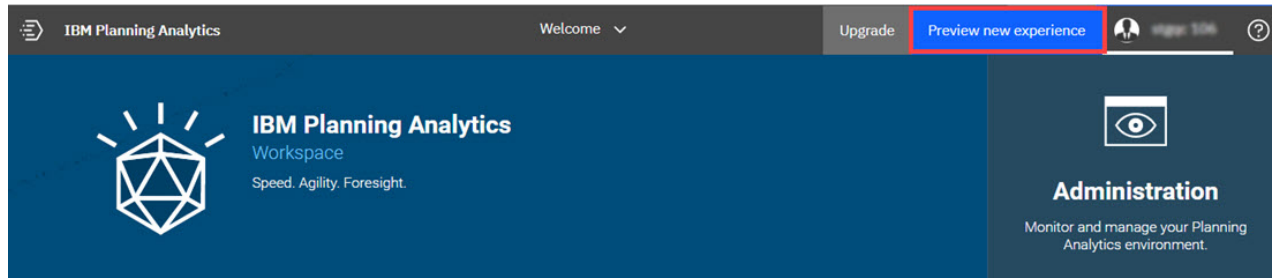 IBM Planning Analytics
Welcome
Upgrade
Preview new experience
IBM Planning Analytics
Workspace
Speed. Agility. Foresight.
Administration
Monitor and manage your Planning
Analytics environment.